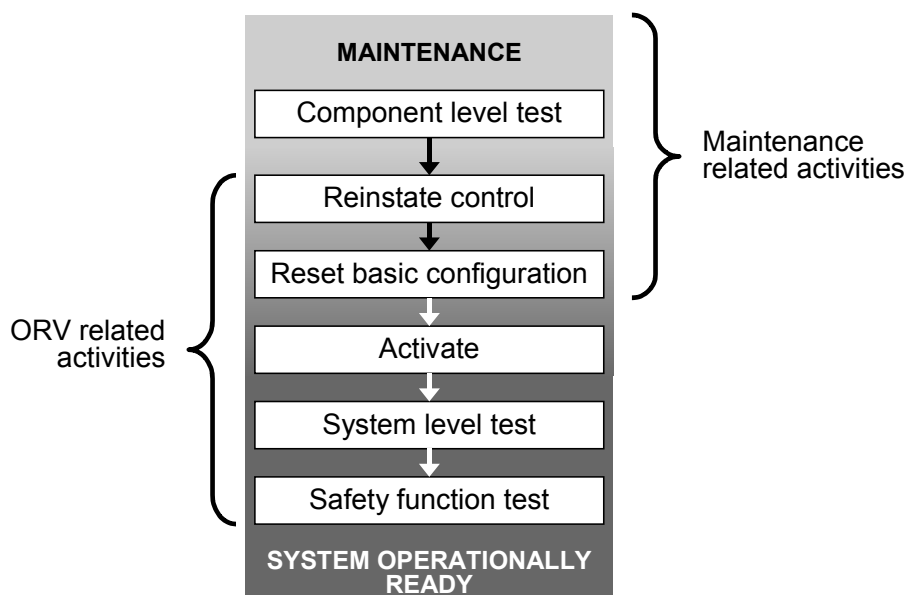 MAINTENANCE
Component level test
Maintenance
related activities
Reinstate control
Reset basic configuration
ORV related
activities
Activate
System level test
Safety function test
SYSTEM OPERATIONALLY
READY